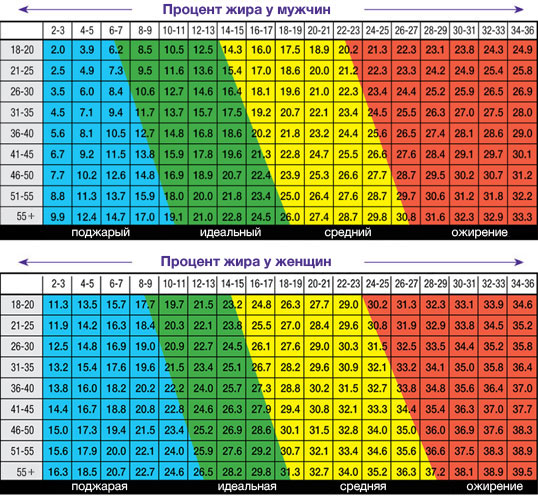 Процент жира у мужчин
2-3 4-5 6-7 8-9 10-11 12-13 14-15 16-17 18-19 20-21 22-23 24-25 26-27 28-29 30-31 32-33 34-36
18-20 2.0 3.9 6.2 8.5 10.5 12.5 14.3 16.0 17.5 18.9 20.2 21.3 22.3 23.1 23.8 24.3 24.9
21-25 2.5 4.9 7.3 9.5 11.6 13.6 15.4 17.0 18.6 20.0 21.2 22.3 23.3 24.2 24.9 25.4 25.8
26-30 3.5 6.0 8.4 10.6 12.7 14.6 16.4 18.1 19.6 21.0 22.3 23.4 24.4 25.2 25.9 26.5 26.9
31-35 4.5 7.1 9.4 11.7 13.7 15.7 17.5 19.2 20.7 22.1 23.4 24.5 25.5 26.3 27.0 27.5 28.0
36-40 5.6 8.1 10.5 12.7 14.8 16.8 18.6 20.2 21.8 23.2 24.4 25.6 26.5 27.4 28.1 28.6 29.0
41-45 6.7 9.2 11.5 13.8 15.9 17.8 19.6 21.3 22.8 24.7 25.5 26.6 27.6 28.4 29.1 29.7 30.1
46-50 7.7 10.2 12.6 14.8 16.9 18.9 20.7 22.4 23.9 25.3 26.6 27.7 28.7 29.5 30.2 30.7 31.2
51-55 8.8 11.3 13.7 15.9 18.0 20.0 21.8 23.4 25.0 26.4 27.6 28.7 29.7 30.6 31.2 31.8 32.2
55+ 9.9 12.4 14.7 17.0 19.1 21.0 22.8 24.5 26.0 27.4 28.7 29.8 30.8 31.6 32.3 32.9 33.3
поджарый идеальный средний ожирение
Процент жира у женщин
2-3 4-5 6-7 8-9 10-11 12-13 14-15 16-17 18-19 20-21 22-23 24-25 26-27 28-29 30-31 32-33 34-36
18-20 11.3 13.5 15.7 17.7 19.7 21.5 23.2 24.8 26.3 27.7 29.0 30.2 31.3 32.3 33.1 33.9 34.6
21-25 11.9 14.2 16.3 18.4 20.3 22.1 23.8 25.5 27.0 28.4 29.6 30.8 31.9 32.9 33.8 34.5 35.2
26-30 12.5 14.8 16.9 19.0 20.9 22.7 24.5 26.1 27.6 29.0 30.3 31.5 32.5 33.5 34.4 35.2 35.8
31-35 13.2 15.4 17.6 19.6 21.5 23.4 25.1 26.7 28.2 29.6 30.9 32.1 33.2 34.1 35.0 35.8 36.4
36-40 13.8 16.0 18.2 20.2 22.2 24.0 25.7 27.3 28.8 30.2 31.5 32.7 33.8 34.8 35.6 36.4 37.0
41-45 14.4 16.7 18.8 20.8 22.8 24.6 26.3 27.9 29.4 30.8 32.1 33.3 34.4 35.4 36.3 37.0 37.7
46-50 15.0 17.3 19.4 21.5 23.4 25.2 26.9 28.6 30.1 31.5 32.8 34.0 35.0 36.0 36.9 37.6 38.3
51-55 15.6 17.9 20.0 22.1 24.0 25.9 27.6 29.2 30.7 32.1 33.4 34.6 35.6 36.6 37.5 38.3 38.9
55+ 16.3 18.5 20.7 22.7 24.6 26.5 28.2 29.8 31.3 32.7 34.0 35.2 36.3 37.2 38.1 38.9 39.5
поджарая идеальная средняя ожирение